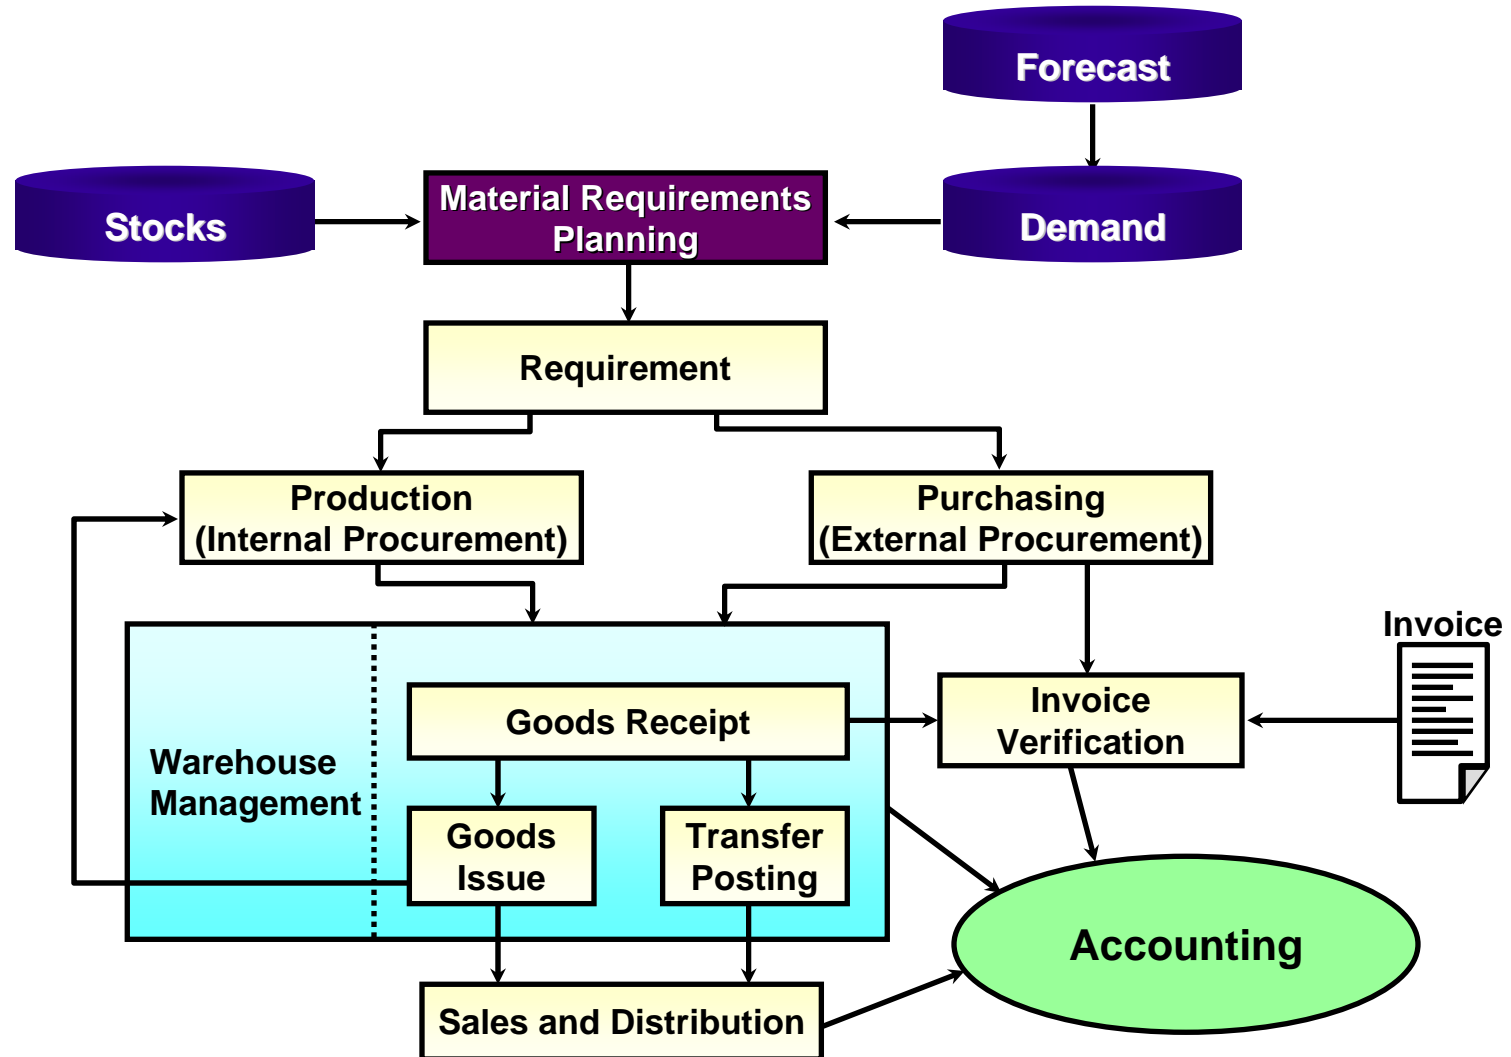 Forecast
Stocks
Material Requirements
Planning
Demand
Requirement
Production
(Internal Procurement)
Purchasing
(External Procurement)
Invoice
Goods Receipt
Invoice
Verification
Warehouse
Management
Goods
Issue
Transfer
Posting
Accounting
Sales and Distribution